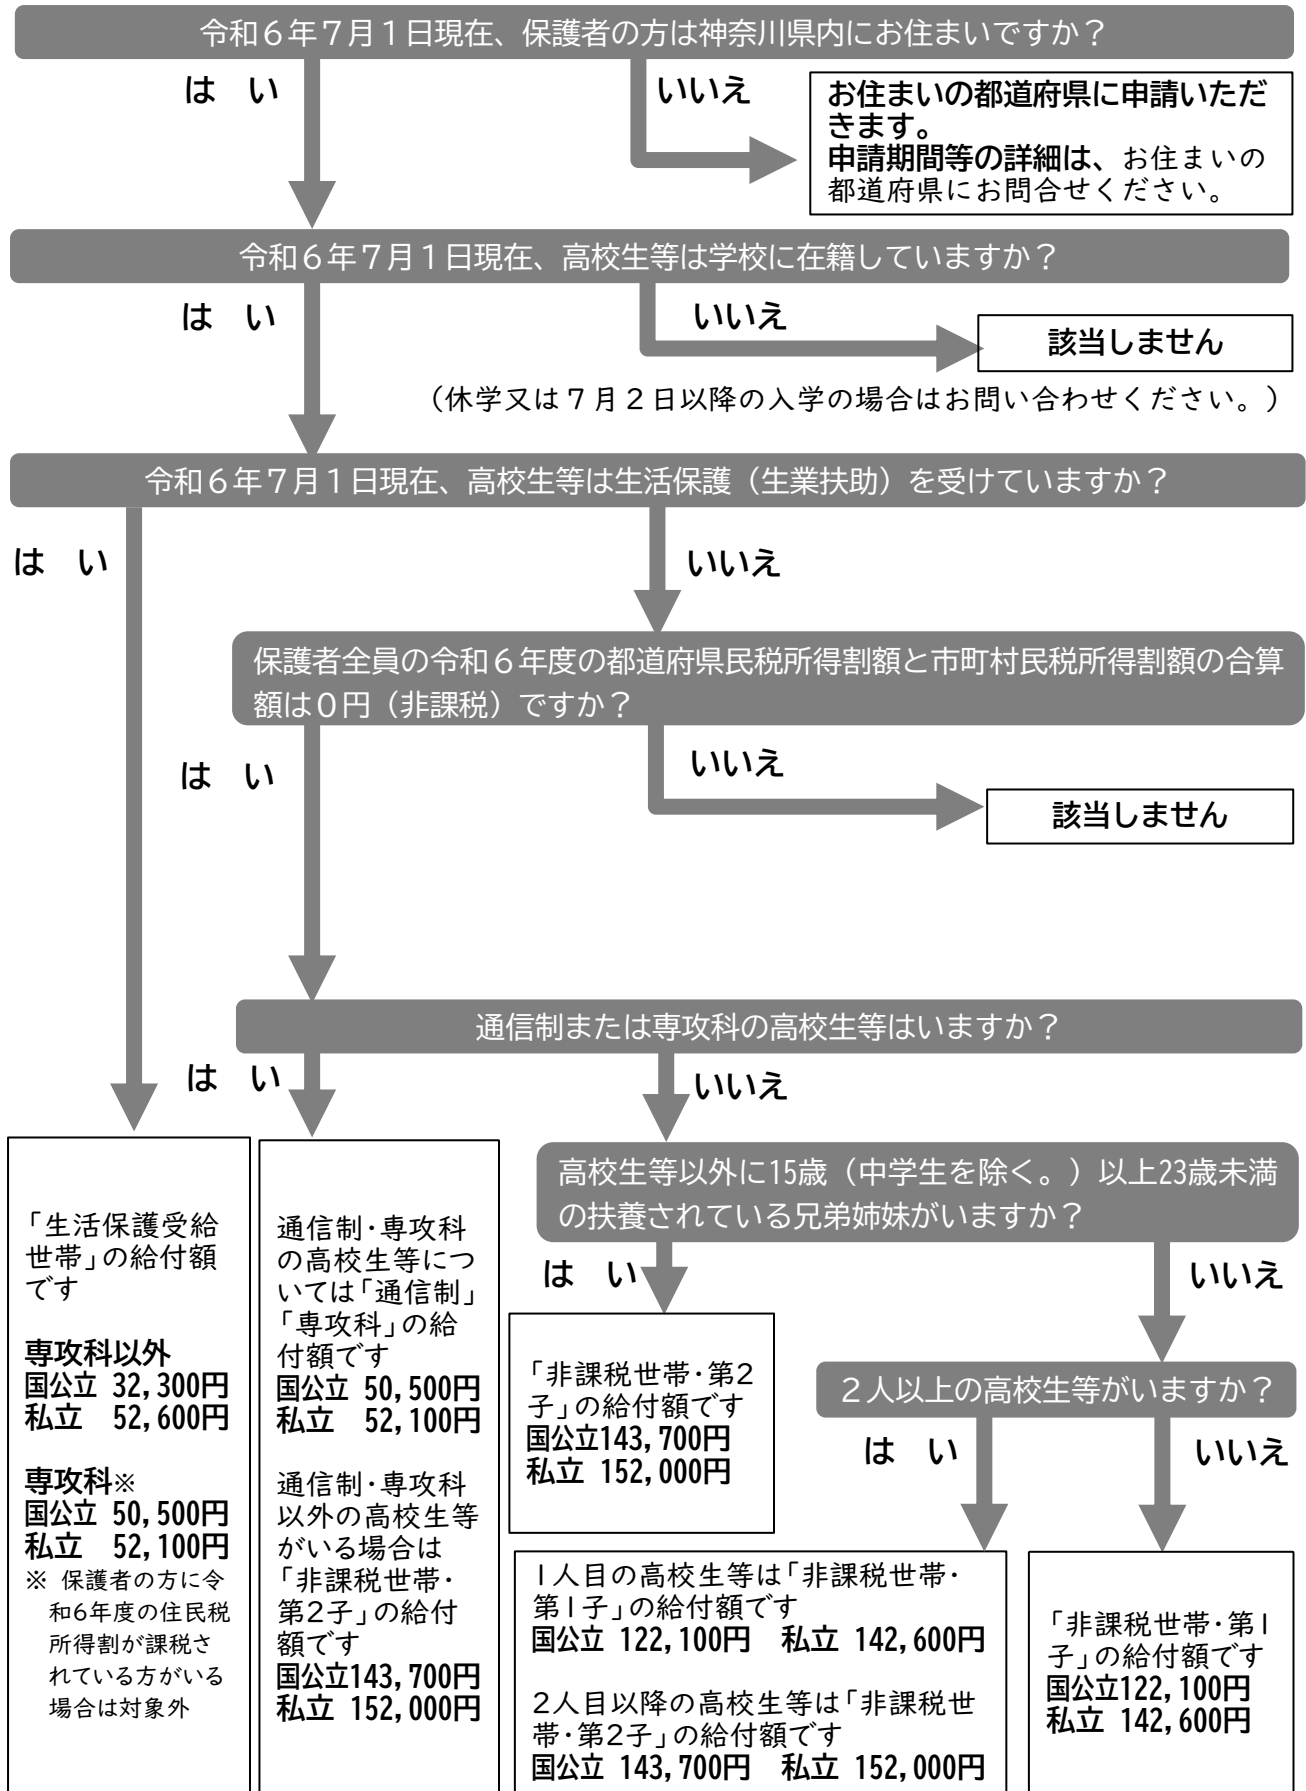 令和６年７月１日現在、保護者の方は神奈川県内にお住まいですか？
は　い
いいえ
お住まいの都道府県に申請いただ
きます。
申請期間等の詳細は、お住まいの
都道府県にお問合せください。
令和６年７月１日現在、高校生等は学校に在籍していますか？
は　い
いいえ
該当しません
（休学又は７月２日以降の入学の場合はお問い合わせください。）
令和６年７月１日現在、高校生等は生活保護（生業扶助）を受けていますか？
は　い
いいえ
保護者全員の令和６年度の都道府県民税所得割額と市町村民税所得割額の合算
額は０円（非課税）ですか？
は　い
いいえ
該当しません
通信制または専攻科の高校生等はいますか？
は　い
いいえ
「生活保護受給
世帯」の給付額
です
専攻科以外
国公立 32,300円
私立　52,600円
専攻科※
国公立 50,500円
私立　52,100円
※ 保護者の方に令
和6年度の住民税
所得割が課税さ
れている方がいる
場合は対象外
通信制・専攻科
の高校生等につ
いては「通信制」
「専攻科」の給
付額です
国公立 50,500円
私立　52,100円
通信制・専攻科
以外の高校生等
がいる場合は
「非課税世帯・
第2子」の給付
額です
国公立143,700円
私立 152,000円
高校生等以外に15歳（中学生を除く。）以上23歳未満
の扶養されている兄弟姉妹がいますか？
は　い
いいえ
「非課税世帯・第2
子」の給付額です
国公立143,700円
私立 152,000円
２人以上の高校生等がいますか？
は　い
いいえ
1人目の高校生等は「非課税世帯・
第1子」の給付額です
国公立 122,100円　私立 142,600円
2人目以降の高校生等は「非課税世
帯・第2子」の給付額です
国公立 143,700円　私立 152,000円
「非課税世帯・第1
子」の給付額です
国公立122,100円
私立 142,600円